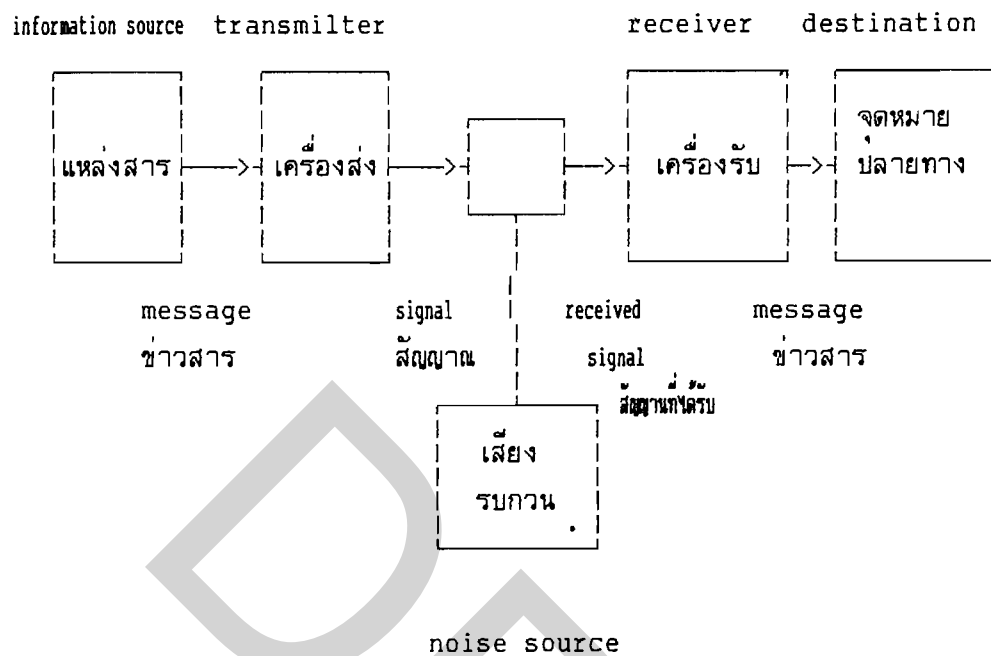 information source transmilter receiver destination
แหล่งสาร เครื่องส่ง เครื่องรับ จุดหมาย
ปลายทาง
message signal received message
ข่าวสาร สัญญาณ signal ข่าวสาร
สัญญานที่ได้รับ
เสียง
รบกวน
noise source